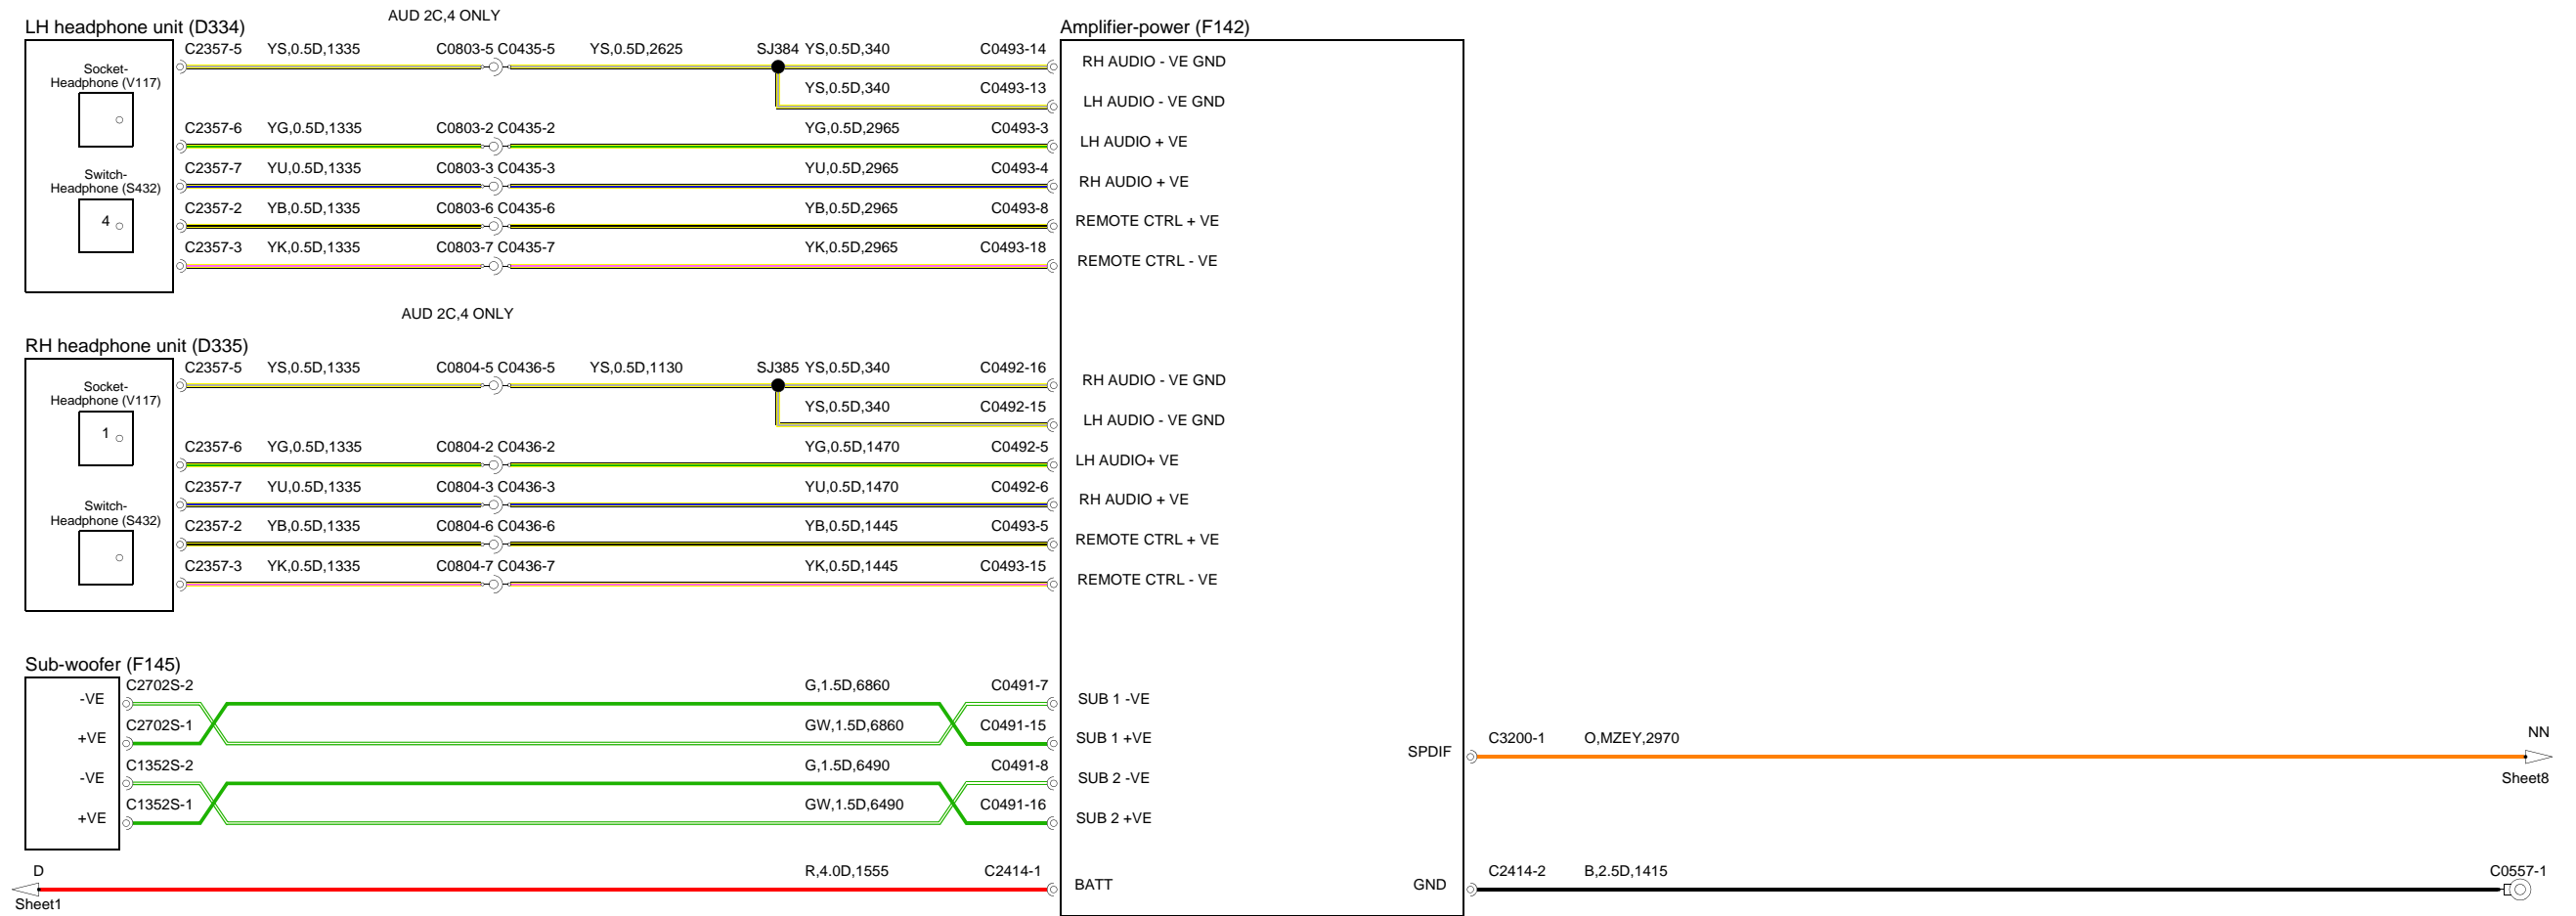 AUD 2C,4 ONLY
LH headphone unit (D334)
Amplifier-power (F142)
C2357-5 YS,0.5D,1335 C0803-5 C0435-5 YS,0.5D,2625 SJ384 YS,0.5D,340 C0493-14
RH AUDIO - VE GND
Socket-
Headphone (V117)
YS,0.5D,340 C0493-13
LH AUDIO - VE GND
C2357-6 YG,0.5D,1335 C0803-2 C0435-2 YG,0.5D,2965 C0493-3
LH AUDIO + VE
C2357-7 YU,0.5D,1335 C0803-3 C0435-3 YU,0.5D,2965 C0493-4
RH AUDIO + VE
Switch-
Headphone (S432)
4
C2357-2 YB,0.5D,1335 C0803-6 C0435-6 YB,0.5D,2965 C0493-8
REMOTE CTRL + VE
C2357-3 YK,0.5D,1335 C0803-7 C0435-7 YK,0.5D,2965 C0493-18
REMOTE CTRL - VE
AUD 2C,4 ONLY
RH headphone unit (D335)
C2357-5 YS,0.5D,1335 C0804-5 C0436-5 YS,0.5D,1130 SJ385 YS,0.5D,340 C0492-16
RH AUDIO - VE GND
Socket-
Headphone (V117)
1
YS,0.5D,340 C0492-15
LH AUDIO - VE GND
C2357-6 YG,0.5D,1335 C0804-2 C0436-2 YG,0.5D,1470 C0492-5
LH AUDIO+ VE
C2357-7 YU,0.5D,1335 C0804-3 C0436-3 YU,0.5D,1470 C0492-6
RH AUDIO + VE
Switch-
Headphone (S432)
C2357-2 YB,0.5D,1335 C0804-6 C0436-6 YB,0.5D,1445 C0493-5
REMOTE CTRL + VE
C2357-3 YK,0.5D,1335 C0804-7 C0436-7 YK,0.5D,1445 C0493-15
REMOTE CTRL - VE
Sub-woofer (F145)
-VE C2702S-2 G,1.5D,6860 C0491-7 SUB 1 -VE
+VE C2702S-1 GW,1.5D,6860 C0491-15 SUB 1 +VE
SPDIF C3200-1 O,MZEY,2970 NN
Sheet8
-VE C1352S-2 G,1.5D,6490 C0491-8 SUB 2 -VE
+VE C1352S-1 GW,1.5D,6490 C0491-16 SUB 2 +VE
D R,4.0D,1555 C2414-1 BATT
Sheet1
GND C2414-2 B,2.5D,1415 C0557-1